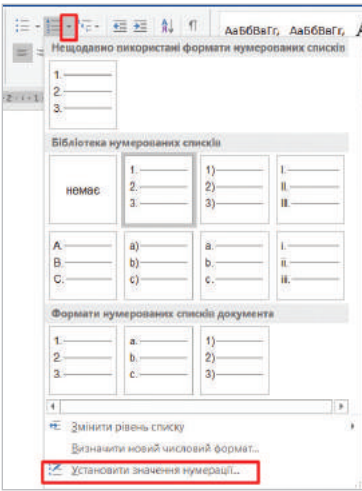 АаБбВвГг, АаБбВвГг,
Нещодавно використані формати нумерованих списків
1.
2.
3.
2 1
Бібліотека нумерованих списків
немає
1.
2.
3.
1)
2)
3)
I.
II.
III.
A.
B.
C.
a)
b)
c)
a.
b.
c.
i.
ii.
iii.
Формати нумерованих списків документа
1.
2.
3.
a.
b.
c.
1)
2)
3)
Змінити рівень списку
Визначити новий числовий формат...
Установити значення нумерації...